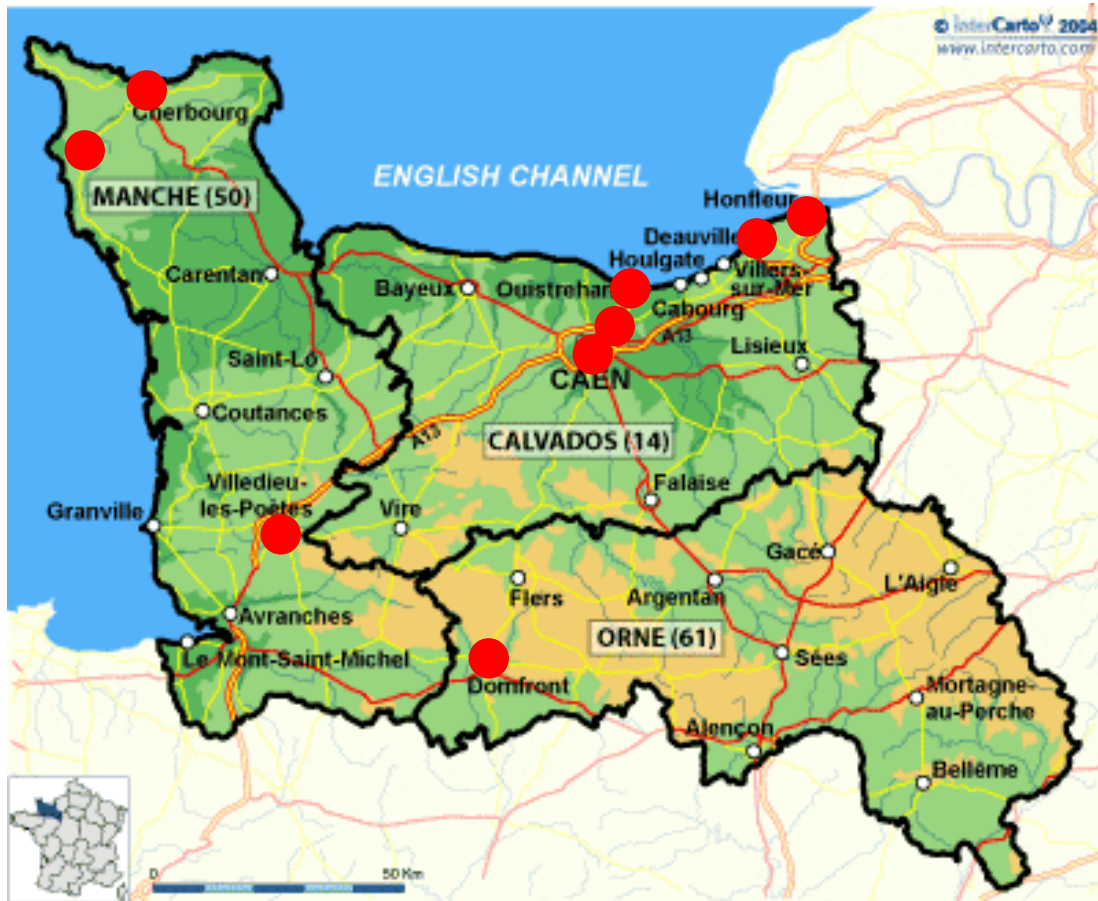 © InterCarto 2004
www.intercarto.com
Cherbourg
ENGLISH CHANNEL
MANCHE (50)
Honfleur
Deauville
Houlgate
Villers-
sur-Mer
Carentan
Bayeux
Ouistreham
Cabourg
A13
Lisieux
Saint-Lô
CAEN
Coutances
A13
CALVADOS (14)
Villedieu-
les-Poëtes
Granville
Vire
Falaise
Gacé
L'Aigle
Flers
Argentan
Avranches
ORNE (61)
Le Mont-Saint-Michel
Sées
Domfront
Mortagne-
au-Perche
Alençon
Bellême
0
50 Km